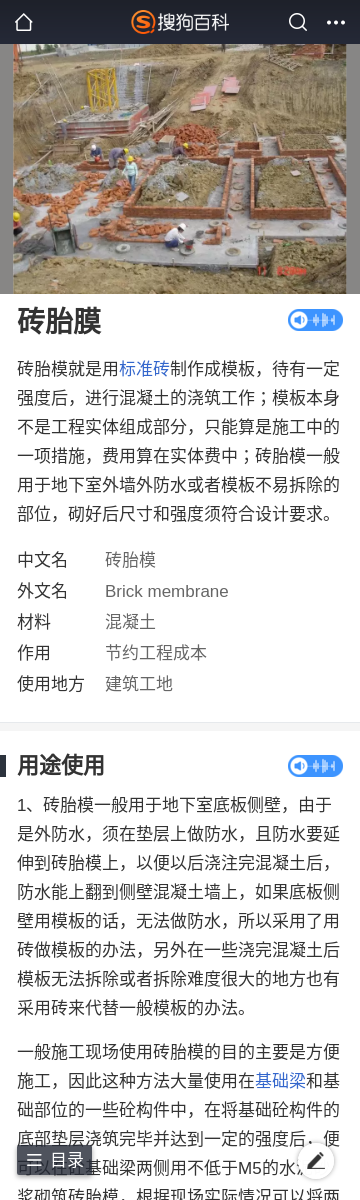 搜狗百科
砖胎膜
砖胎模就是用标准砖制作成模板，待有一定
强度后，进行混凝土的浇筑工作；模板本身
不是工程实体组成部分，只能算是施工中的
一项措施，费用算在实体费中；砖胎模一般
用于地下室外墙外防水或者模板不易拆除的
部位，砌好后尺寸和强度须符合设计要求。
中文名 砖胎模
外文名 Brick membrane
材料 混凝土
作用 节约工程成本
使用地方 建筑工地
用途使用
1、砖胎模一般用于地下室底板侧壁，由于
是外防水，须在垫层上做防水，且防水要延
伸到砖胎模上，以便以后浇注完混凝土后，
防水能上翻到侧壁混凝土墙上，如果底板侧
壁用模板的话，无法做防水，所以采用了用
砖做模板的办法，另外在一些浇完混凝土后
模板无法拆除或者拆除难度很大的地方也有
采用砖来代替一般模板的办法。
一般施工现场使用砖胎模的目的主要是方便
施工，因此这种方法大量使用在基础梁和基
础部位的一些砼构件中，在将基础砼构件的
底部垫层浇筑完毕并达到一定的强度后，便
基础梁两侧用不低于M5的水
目录
浆砌筑砖胎模，根据现场实际情况可以将两